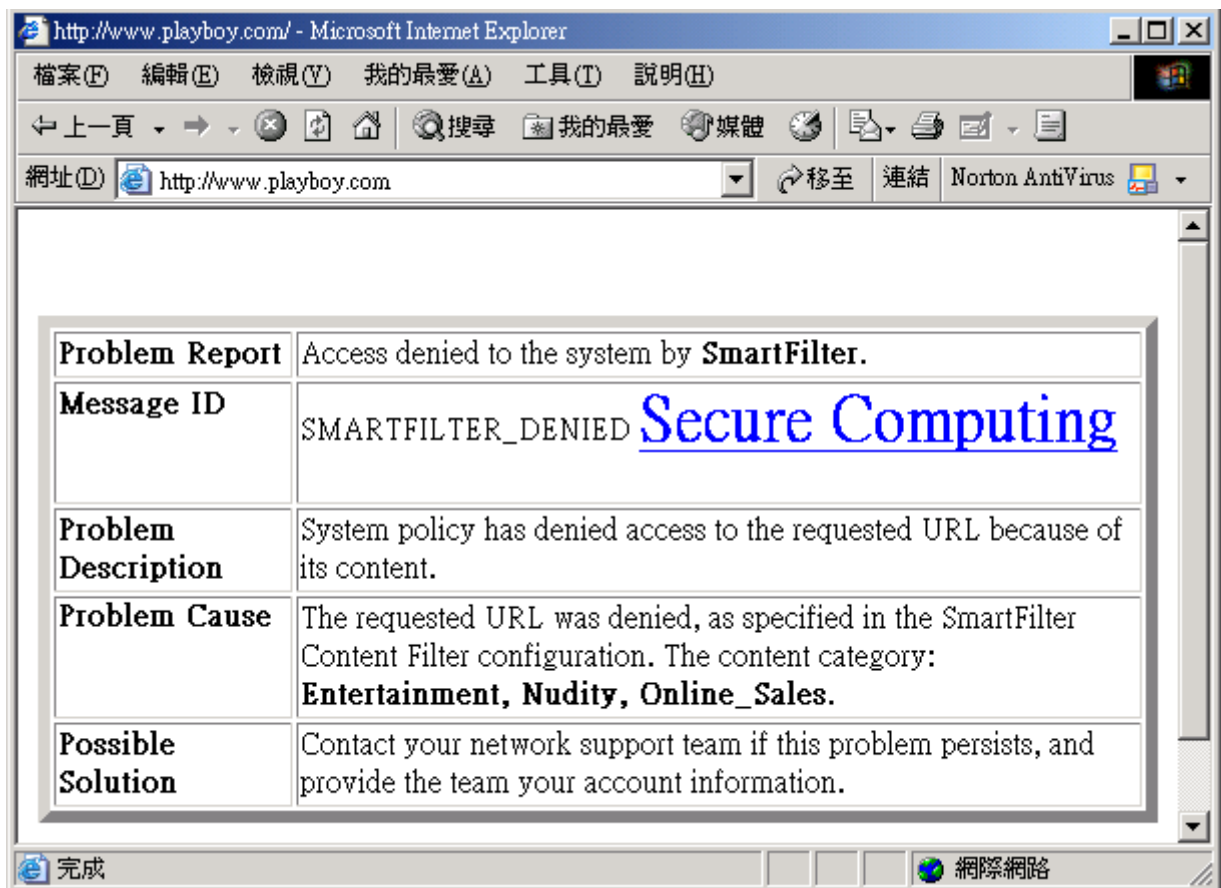 http://www.playboy.com/ - Microsoft Internet Explorer
檔案(F) 編輯(E) 檢視(V) 我的最愛(A) 工具(T) 說明(H)
上一頁 搜尋 我的最愛 媒體
網址(D) http://www.playboy.com 移至 連結 Norton AntiVirus
Problem Report Access denied to the system by SmartFilter.
Message ID SMARTFILTER_DENIED Secure Computing
Problem Description
System policy has denied access to the requested URL because of
its content.
Problem Cause
The requested URL was denied, as specified in the SmartFilter
Content Filter configuration. The content category:
Entertainment, Nudity, Online_Sales.
Possible Solution
Contact your network support team if this problem persists, and
provide the team your account information.
完成 網際網路